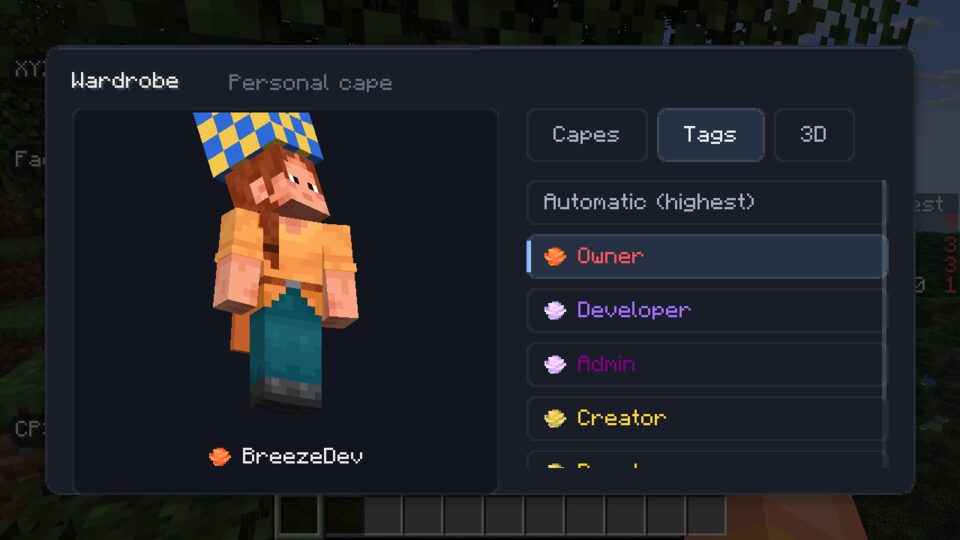 Wardrobe
Personal cape
Capes
Tags
3D
Automatic (highest)
Owner
Developer
Admin
Creator
BreezeDev